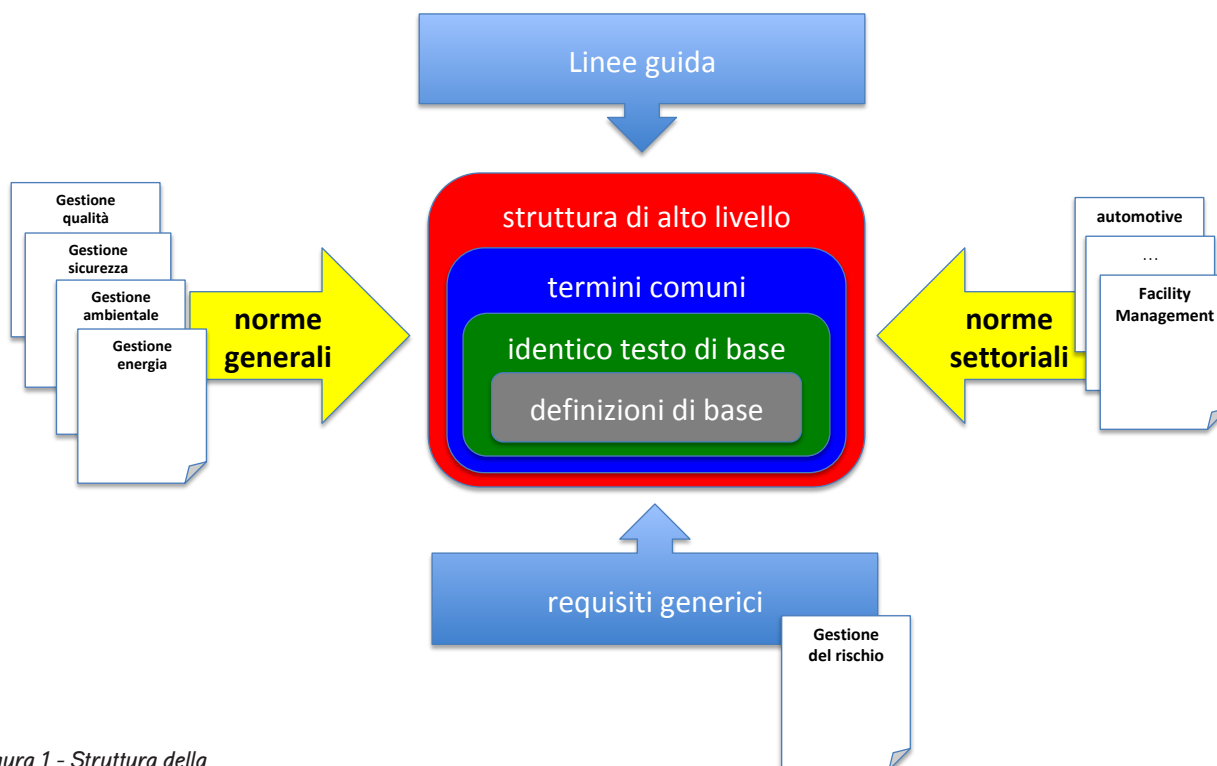 Linee guida
Gestione
qualità
Gestione
sicurezza
Gestione
ambientale
Gestione
energia
norme
generali
struttura di alto livello
termini comuni
identico testo di base
definizioni di base
norme
settoriali
automotive
...
Facility
Management
requisiti generici
Gestione
del rischio
ura 1 - Struttura della